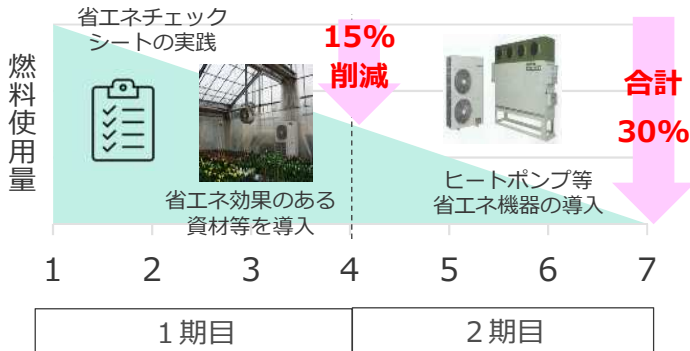 省エネチェック
シートの実践
15%
削減
合計
30%
燃料使用量
省エネ効果のある
資材等を導入
ヒートポンプ等
省エネ機器の導入
1 2 3 4 5 6 7
１期目 ２期目